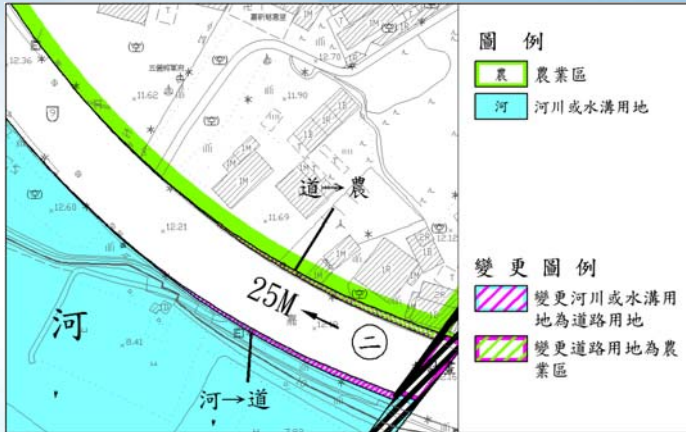 12.36
12.70
11.62
11.90
9
12.60
12.21
11.69
道→農
25M
二
河
8.41
河→道
圖 例
農 農業區
河 河川或水溝用地
變 更 圖 例
變更河川或水溝用
地為道路用地
變更道路用地為農
業區